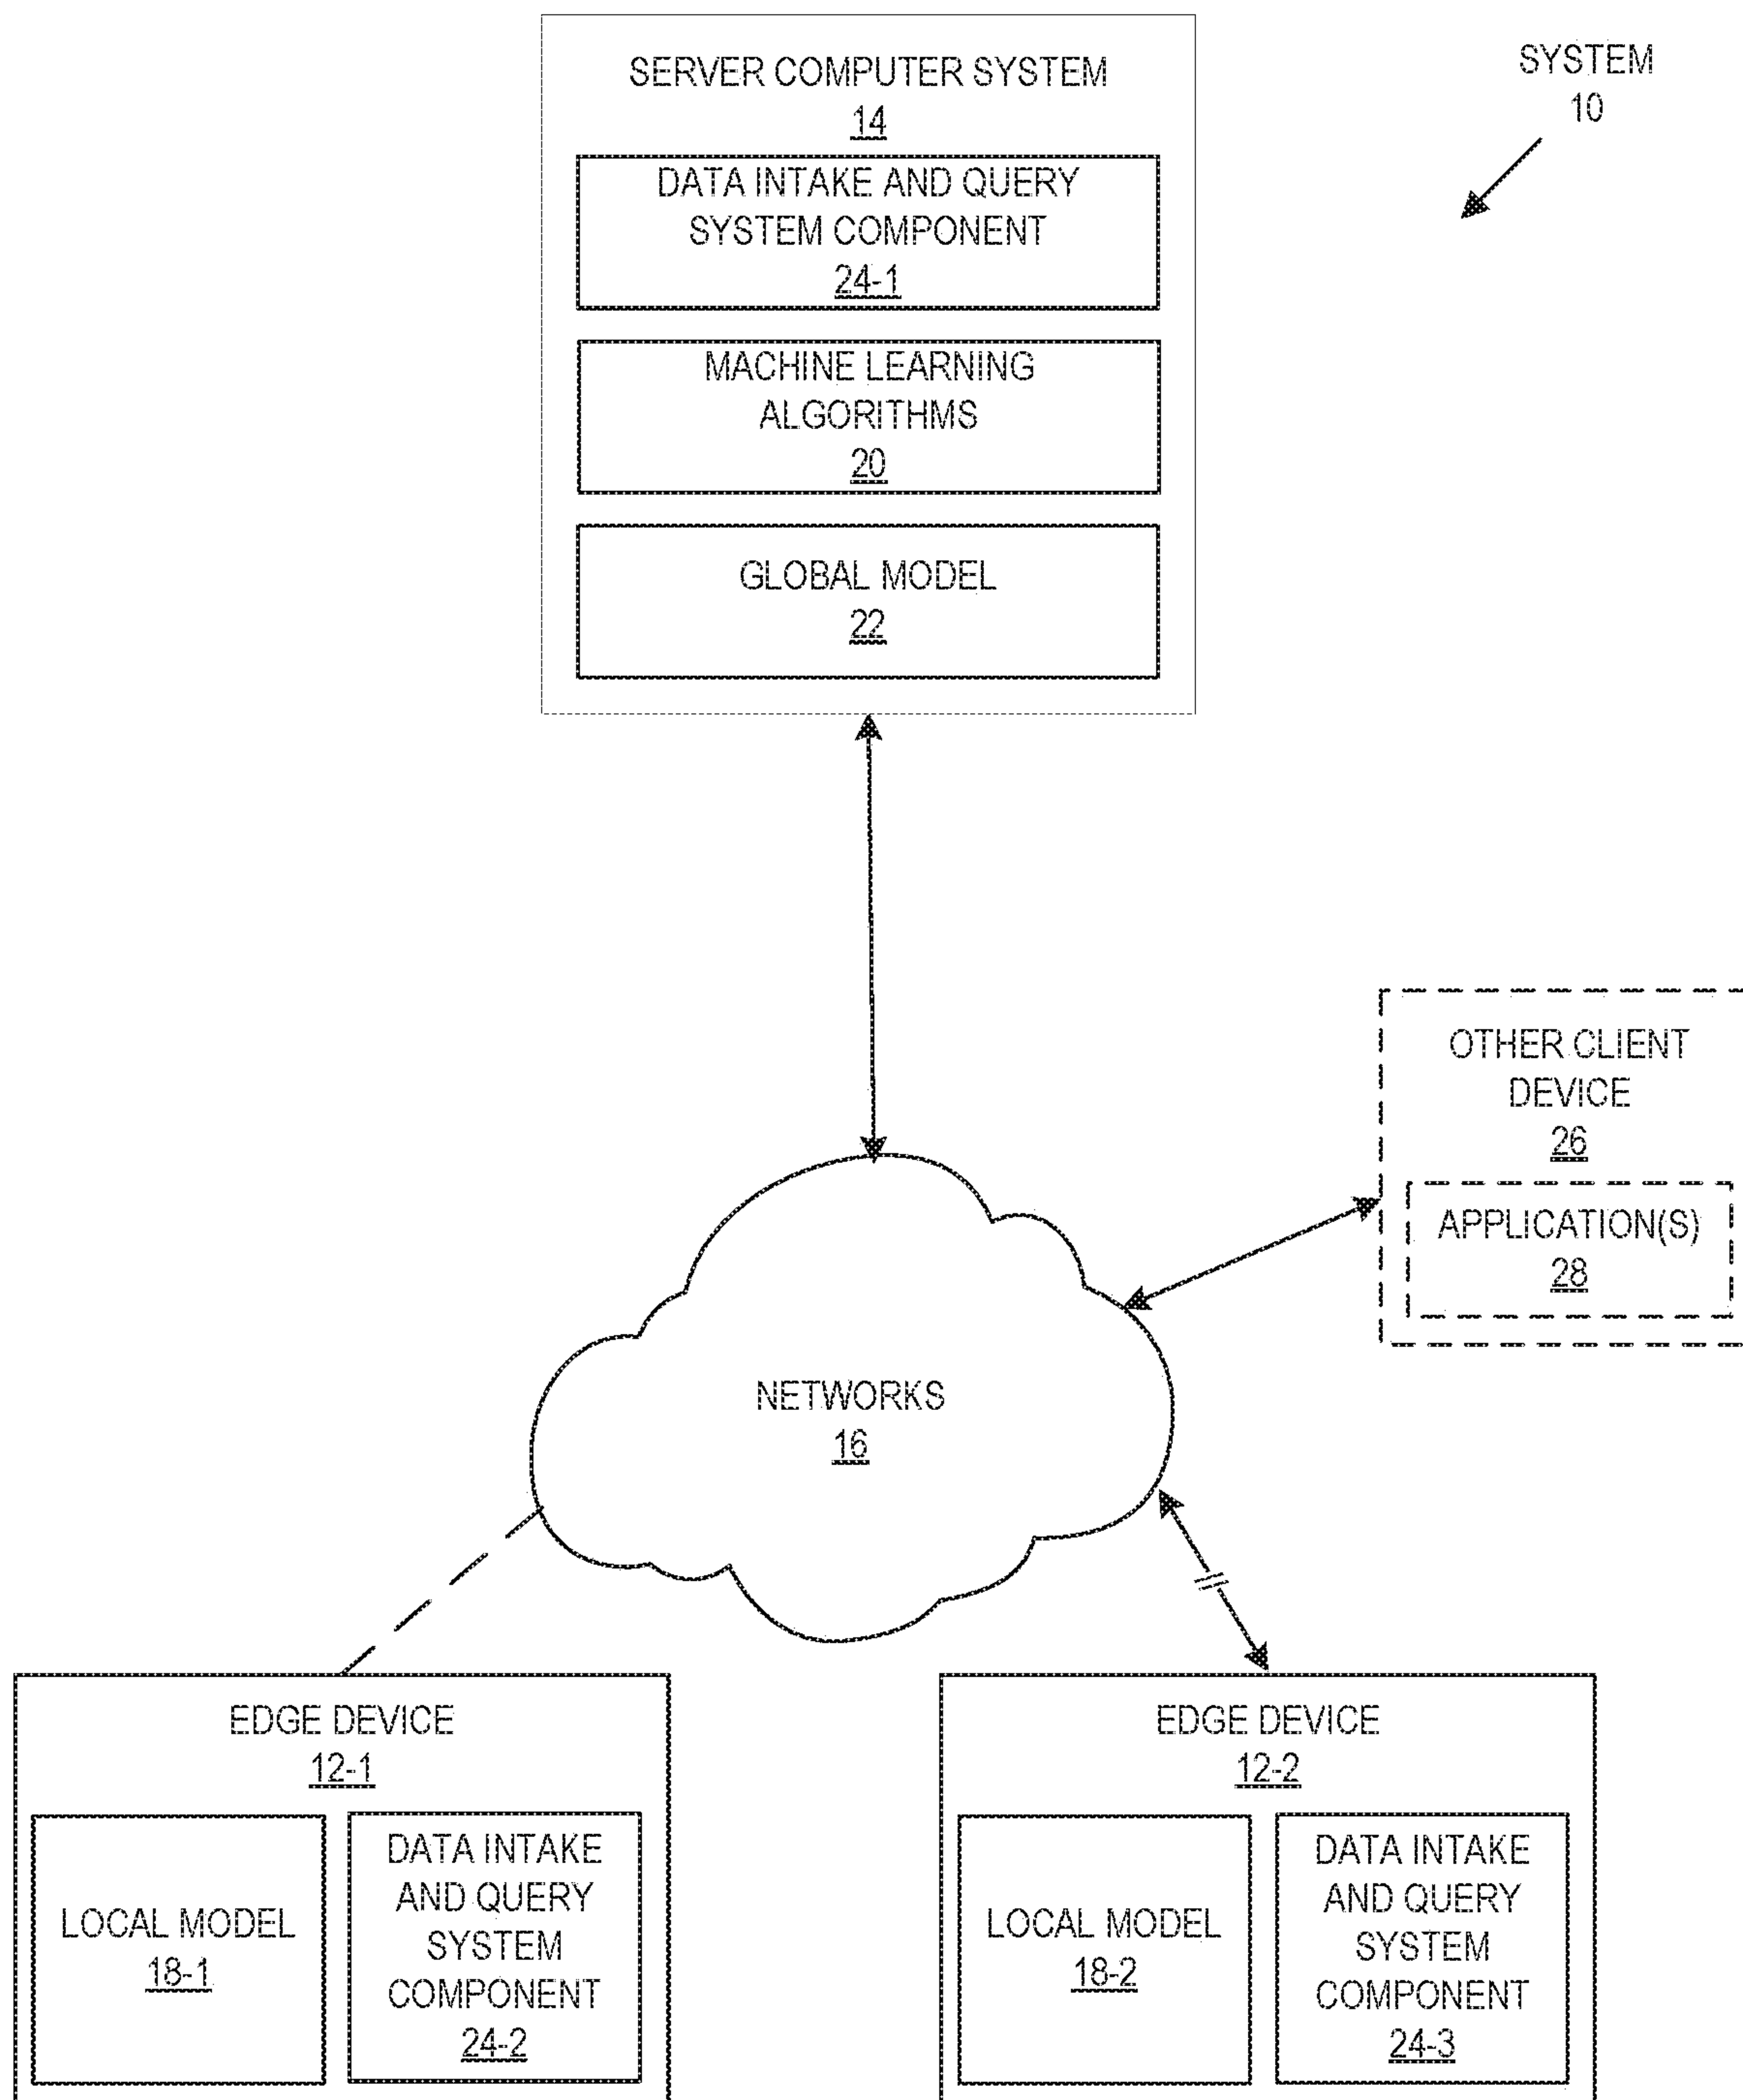 SERVER COMPUTER SYSTEM
14
DATA INTAKE AND QUERY
SYSTEM COMPONENT
24-1
MACHINE LEARNING
ALGORITHMS
20
GLOBAL MODEL
22
SYSTEM
10
OTHER CLIENT
DEVICE
26
APPLICATION(S)
28
NETWORKS
16
EDGE DEVICE
12-1
LOCAL MODEL
18-1
DATA INTAKE
AND QUERY
SYSTEM
COMPONENT
24-2
EDGE DEVICE
12-2
LOCAL MODEL
18-2
DATA INTAKE
AND QUERY
SYSTEM
COMPONENT
24-3